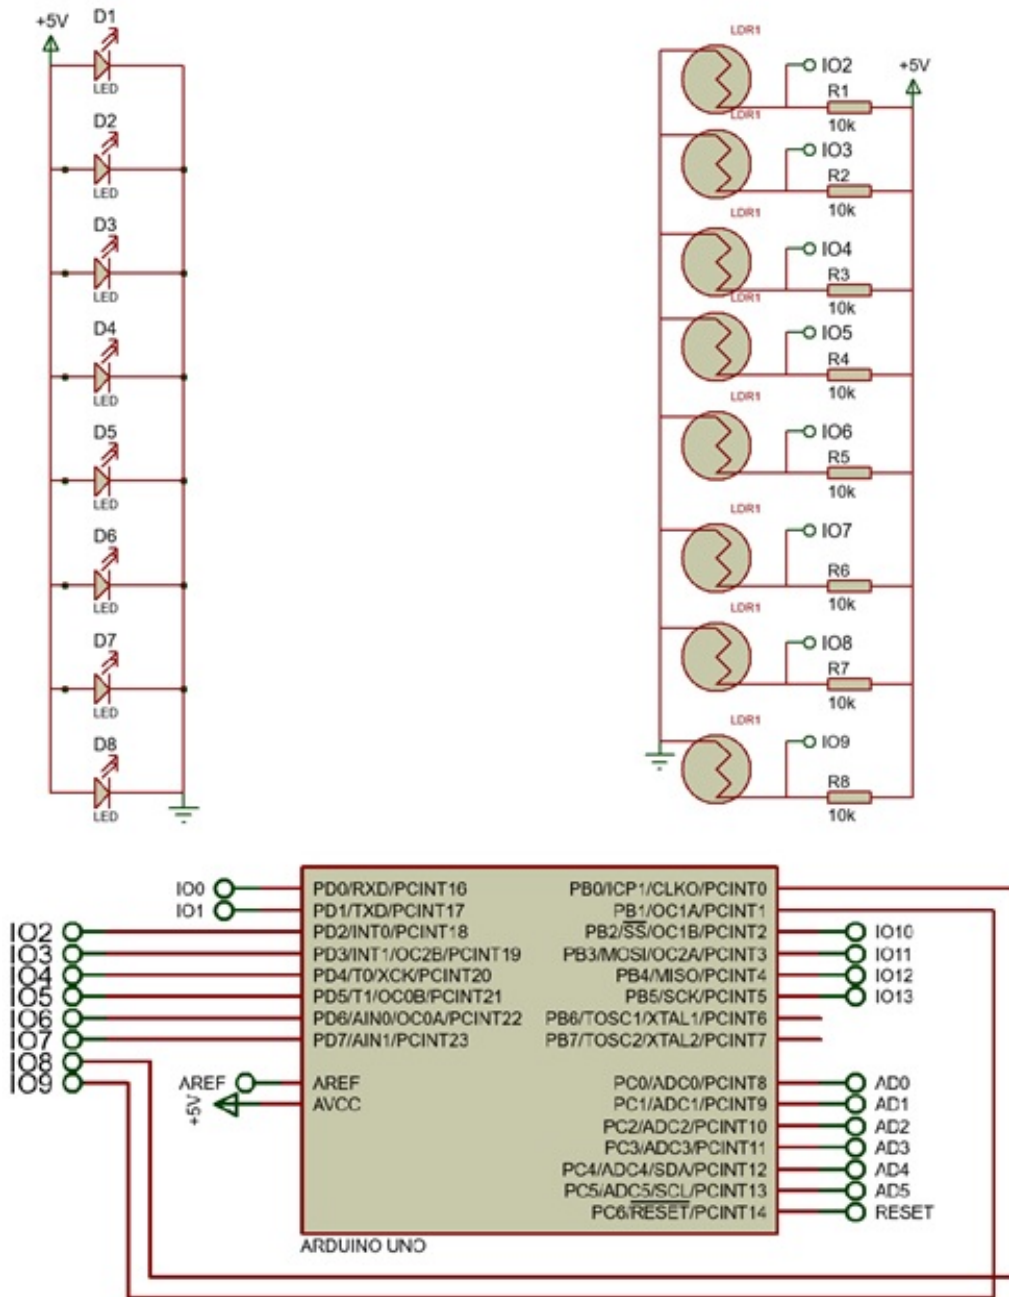 +5V
D1
LED
D2
LED
D3
LED
D4
LED
D5
LED
D6
LED
D7
LED
D8
LED
LDR1
IO2
+5V
R1
10k
LDR1
IO3
R2
10k
LDR1
IO4
R3
10k
LDR1
IO5
R4
10k
LDR1
IO6
R5
10k
LDR1
IO7
R6
10k
LDR1
IO8
R7
10k
LDR1
IO9
R8
10k
IO0 PD0/RXD/PCINT16 PB0/ICP1/CLKO/PCINT0
IO1 PD1/TXD/PCINT17 PB1/OC1A/PCINT1
IO2 PD2/INT0/PCINT18 PB2/SS/OC1B/PCINT2 IO10
IO3 PD3/INT1/OC2B/PCINT19 PB3/MOSI/OC2A/PCINT3 IO11
IO4 PD4/T0/XCK/PCINT20 PB4/MISO/PCINT4 IO12
IO5 PD5/T1/OC0B/PCINT21 PB5/SCK/PCINT5 IO13
IO6 PD6/AIN0/OC0A/PCINT22 PB6/TOSC1/XTAL1/PCINT6
IO7 PD7/AIN1/PCINT23 PB7/TOSC2/XTAL2/PCINT7
IO8
IO9
AREF AREF PC0/ADC0/PCINT8 AD0
+5V AVCC PC1/ADC1/PCINT9 AD1
PC2/ADC2/PCINT10 AD2
PC3/ADC3/PCINT11 AD3
PC4/ADC4/SDA/PCINT12 AD4
PC5/ADC5/SCL/PCINT13 AD5
PC6/RESET/PCINT14 RESET
ARDUINO UNO